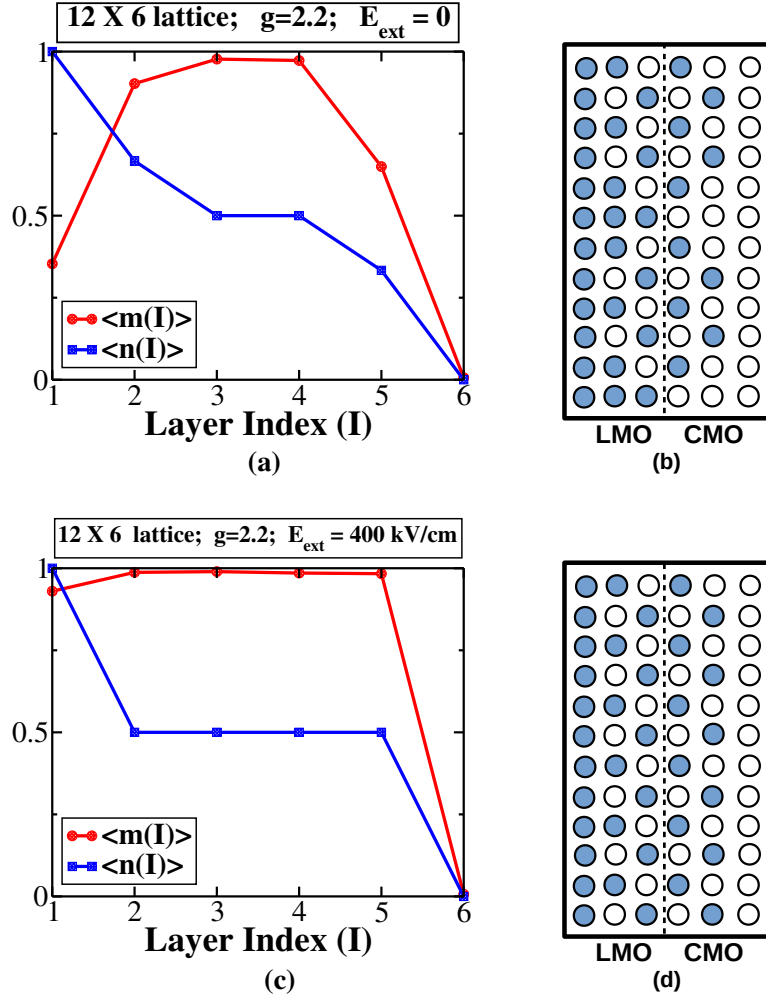 12 X 6 lattice; g=2.2; E_ext = 0
1
0.5
0
<m(I)>
<n(I)>
1 2 3 4 5 6
Layer Index (I)
(a)
LMO CMO
(b)
12 X 6 lattice; g=2.2; E_ext = 400 kV/cm
1
0.5
0
<m(I)>
<n(I)>
1 2 3 4 5 6
Layer Index (I)
(c)
LMO CMO
(d)